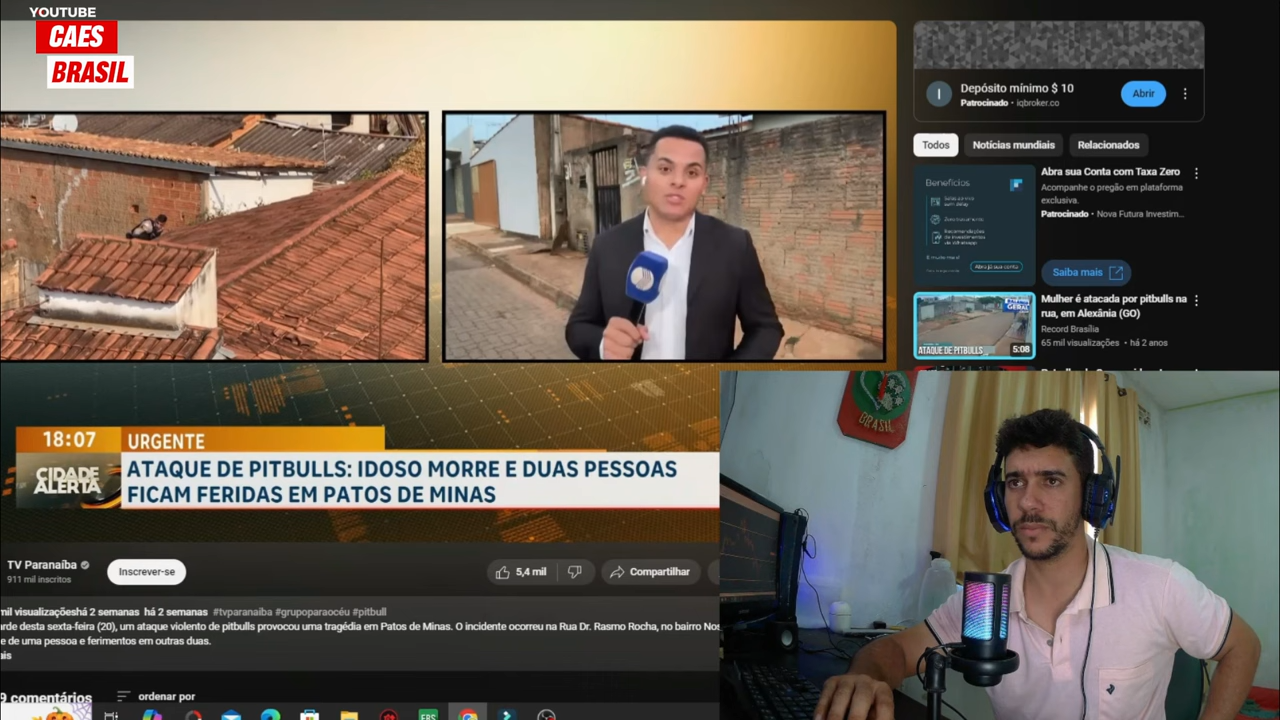 YOUTUBE
CAES
BRASIL
Depósito mínimo $ 10
Patrocinado • iqbroker.co
Abrir
Todos
Notícias mundiais
Relacionados
Benefícios
Abra sua Conta com Taxa Zero
Acompanhe o pregão em plataforma
exclusiva.
Patrocinado • Nova Futura Investim...
Saiba mais
Mulher é atacada por pitbulls na
rua, em Alexânia (GO)
Record Brasília
65 mil visualizações • há 2 anos
ATAQUE DE PITBULLS
5:08
BRASIL
18:07
URGENTE
CIDADE
ALERTA
ATAQUE DE PITBULLS: IDOSO MORRE E DUAS PESSOAS
FICAM FERIDAS EM PATOS DE MINAS
TV Paranaíba
911 mil inscritos
Inscrever-se
5,4 mil
Compartilhar
mil visualizações há 2 semanas há 2 semanas #tvparanaiba #grupoparaocéu #pitbull
rde desta sexta-feira (20), um ataque violento de pitbulls provocou uma tragédia em Patos de Minas. O incidente ocorreu na Rua Dr. Rasmo Rocha, no bairro Nos
e de uma pessoa e ferimentos em outras duas.
ais
9 comentários
ordenar por